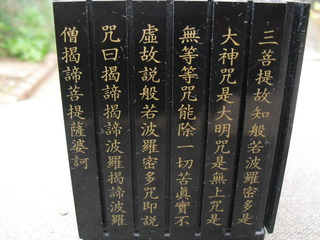 三菩提故知般若波羅密多是
大神咒是大明咒是無上咒是
無等等咒能除一切苦真實不
虛故説般若波羅密多咒即説
咒曰揭諦揭諦波羅揭諦波羅
僧揭諦菩提薩婆訶